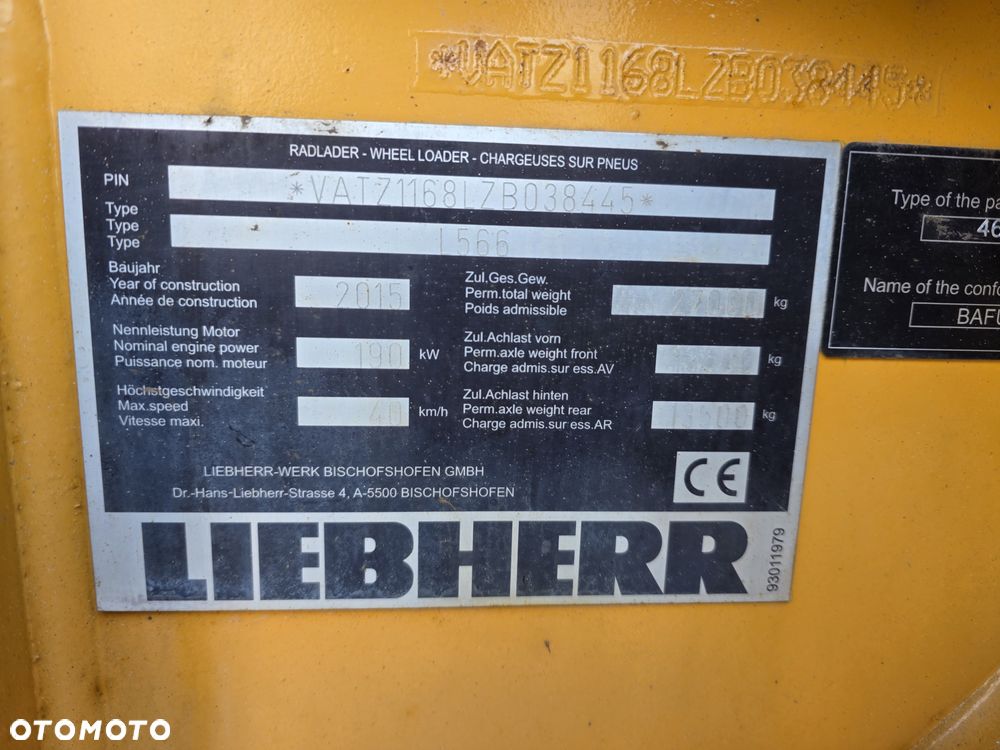 *VATZ1168LZB038445*
RADLADER - WHEEL LOADER - CHARGEUSES SUR PNEUS
PIN *VATZ1168LZB038445*
Type
Type L566
Type
Baujahr
Year of construction 2015
Année de construction
Zul.Ges.Gew.
Perm.total weight kg
Poids admissible
Nennleistung Motor
Nominal engine power 190 kW
Puissance nom. moteur
Zul.Achlast vorn
Perm.axle weight front kg
Charge admis.sur ess.AV
Höchstgeschwindigkeit
Max.speed 40 km/h
Vitesse maxi.
Zul.Achlast hinten
Perm.axle weight rear 13500 kg
Charge admis.sur ess.AR
LIEBHERR-WERK BISCHOFSHOFEN GMBH
Dr.-Hans-Liebherr-Strasse 4, A-5500 BISCHOFSHOFEN
CE
LIEBHERR
93011979
Type of the pa
46
Name of the confo
BAFU
OTOMOTO